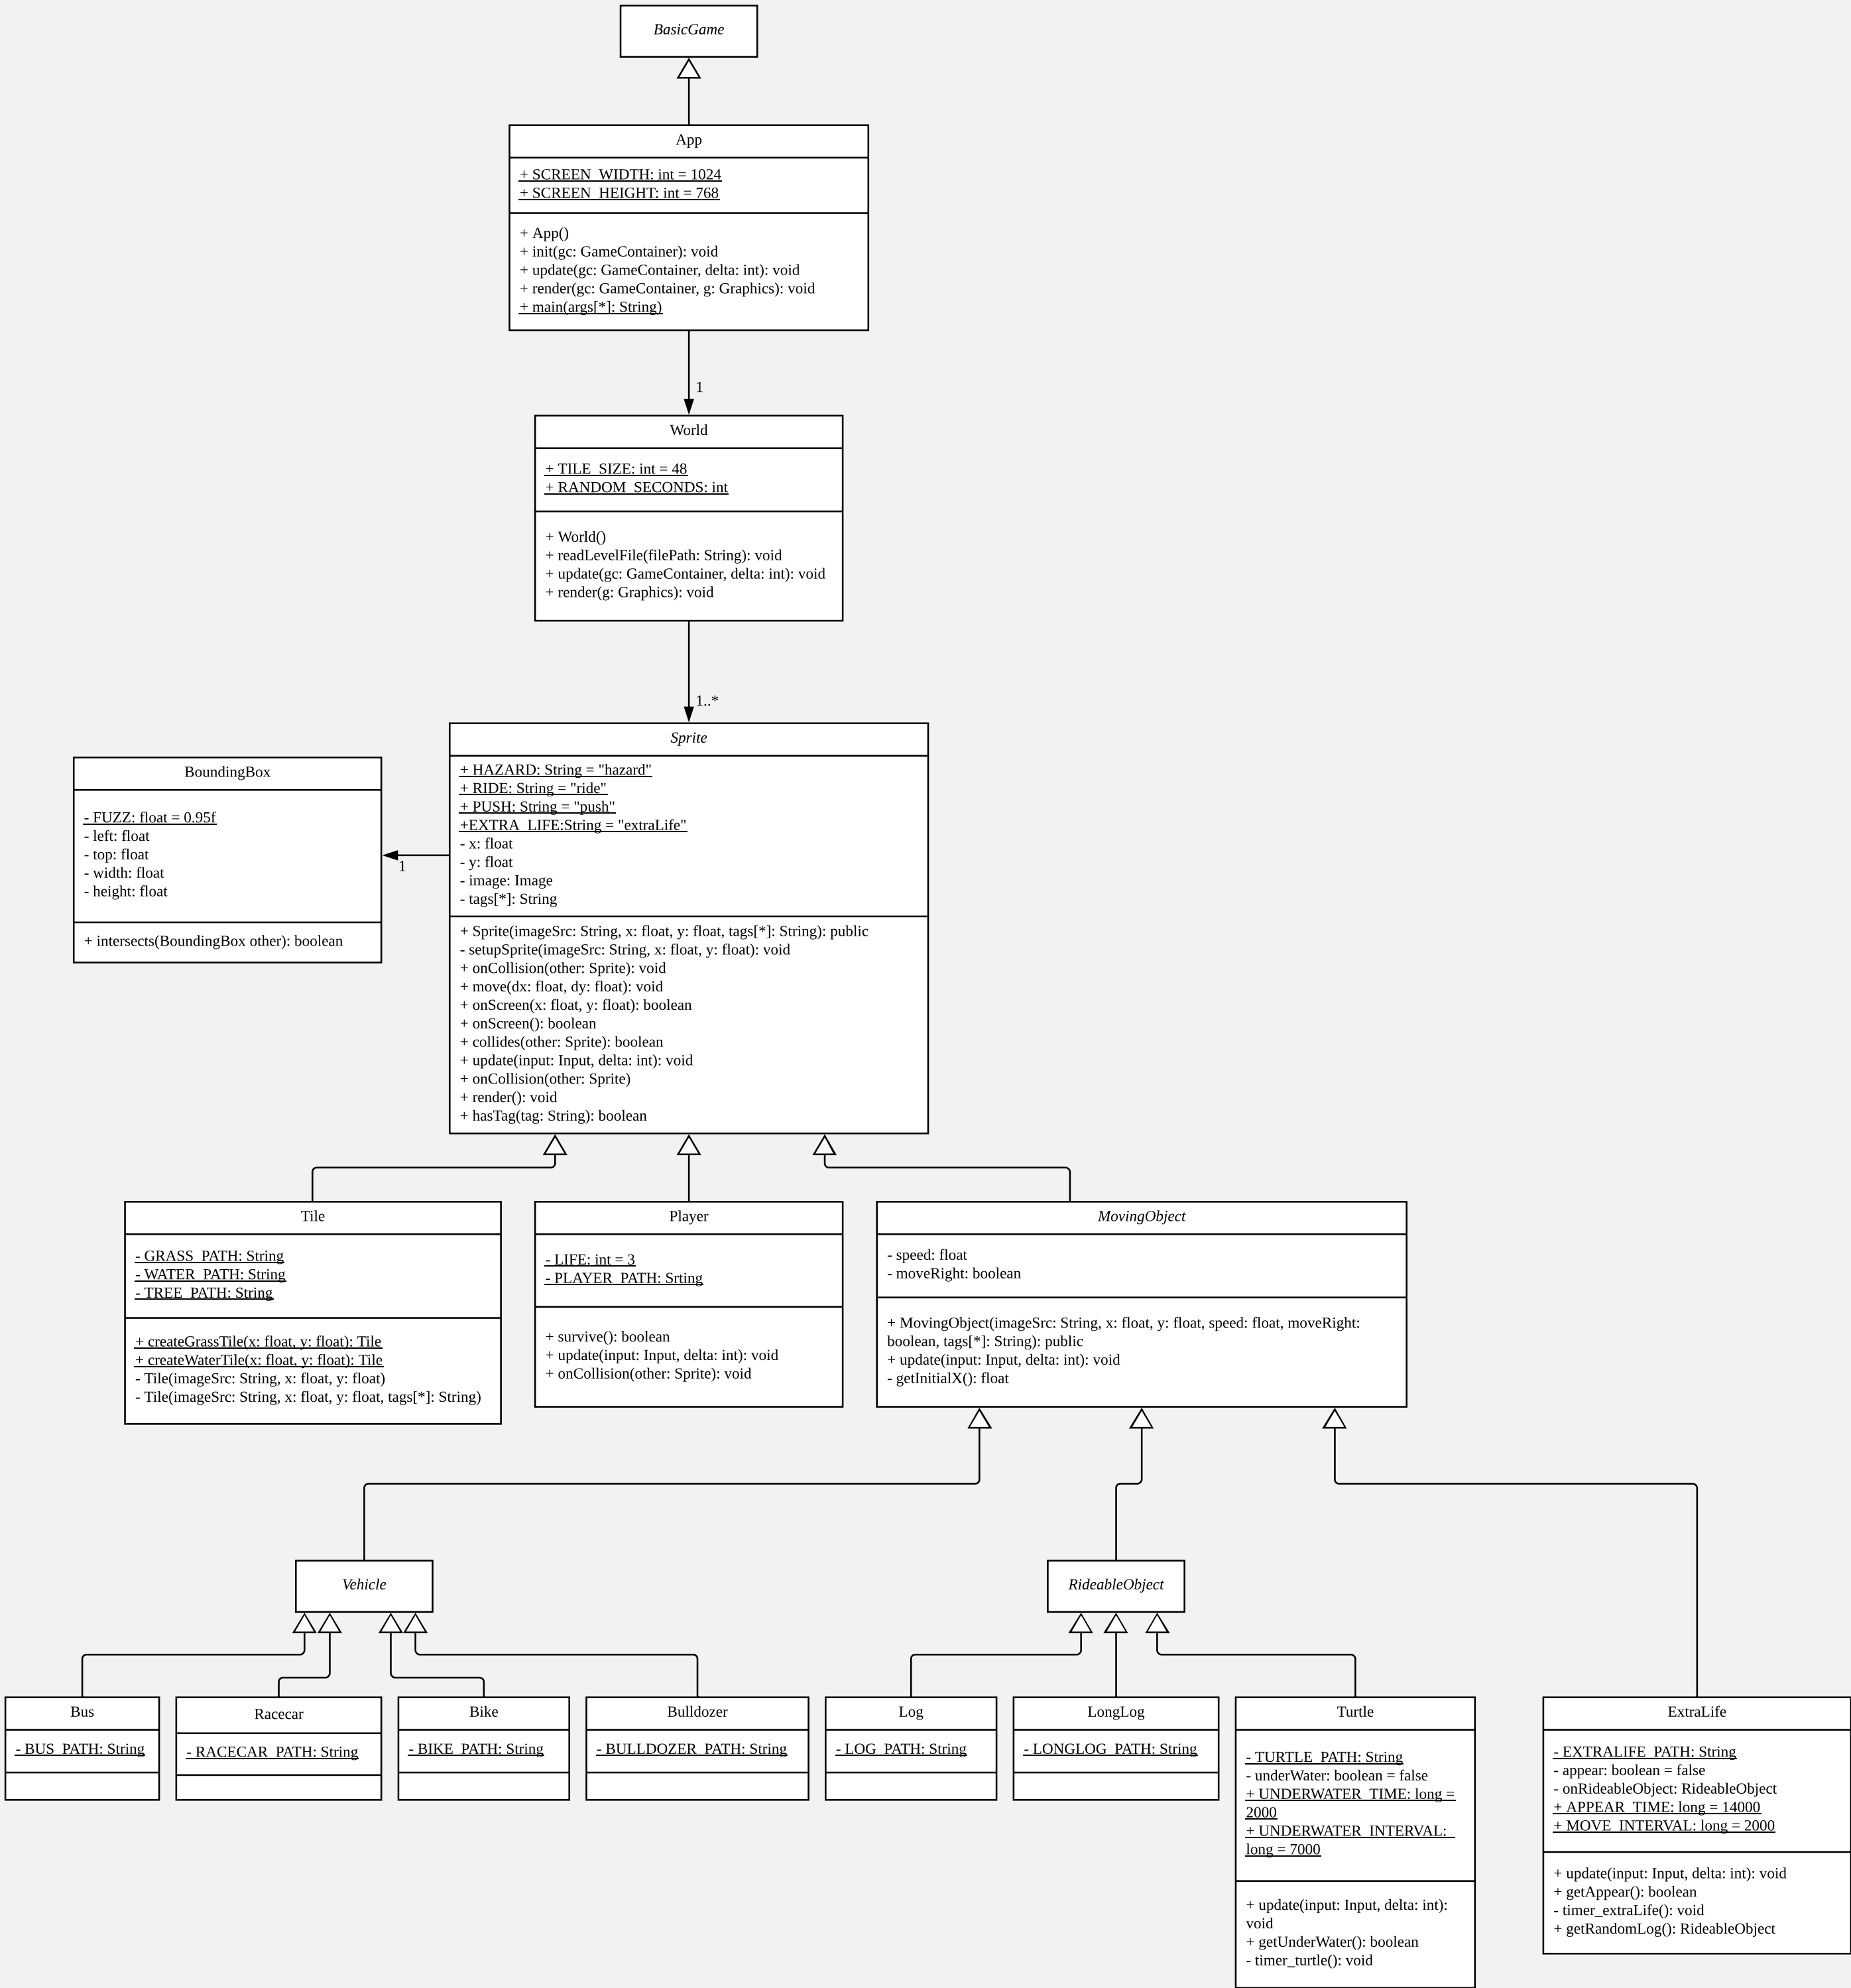 BasicGame
App
+ SCREEN_WIDTH: int = 1024
+ SCREEN_HEIGHT: int = 768
+ App()
+ init(gc: GameContainer): void
+ update(gc: GameContainer, delta: int): void
+ render(gc: GameContainer, g: Graphics): void
+ main(args[*]: String)
1
World
+ TILE_SIZE: int = 48
+ RANDOM_SECONDS: int
+ World()
+ readLevelFile(filePath: String): void
+ update(gc: GameContainer, delta: int): void
+ render(g: Graphics): void
1..*
BoundingBox
- FUZZ: float = 0.95f
- left: float
- top: float
- width: float
- height: float
+ intersects(BoundingBox other): boolean
1
Sprite
+ HAZARD: String = "hazard"
+ RIDE: String = "ride"
+ PUSH: String = "push"
+EXTRA_LIFE:String = "extraLife"
- x: float
- y: float
- image: Image
- tags[*]: String
+ Sprite(imageSrc: String, x: float, y: float, tags[*]: String): public
- setupSprite(imageSrc: String, x: float, y: float): void
+ onCollision(other: Sprite): void
+ move(dx: float, dy: float): void
+ onScreen(x: float, y: float): boolean
+ onScreen(): boolean
+ collides(other: Sprite): boolean
+ update(input: Input, delta: int): void
+ onCollision(other: Sprite)
+ render(): void
+ hasTag(tag: String): boolean
Tile
- GRASS_PATH: String
- WATER_PATH: String
- TREE_PATH: String
+ createGrassTile(x: float, y: float): Tile
+ createWaterTile(x: float, y: float): Tile
- Tile(imageSrc: String, x: float, y: float)
- Tile(imageSrc: String, x: float, y: float, tags[*]: String)
Player
- LIFE: int = 3
- PLAYER_PATH: Srting
+ survive(): boolean
+ update(input: Input, delta: int): void
+ onCollision(other: Sprite): void
MovingObject
- speed: float
- moveRight: boolean
+ MovingObject(imageSrc: String, x: float, y: float, speed: float, moveRight:
boolean, tags[*]: String): public
+ update(input: Input, delta: int): void
- getInitialX(): float
Vehicle
RideableObject
Bus
- BUS_PATH: String
Racecar
- RACECAR_PATH: String
Bike
- BIKE_PATH: String
Bulldozer
- BULLDOZER_PATH: String
Log
- LOG_PATH: String
LongLog
- LONGLOG_PATH: String
Turtle
- TURTLE_PATH: String
- underWater: boolean = false
+ UNDERWATER_TIME: long =
2000
+ UNDERWATER_INTERVAL:
long = 7000
+ update(input: Input, delta: int):
void
+ getUnderWater(): boolean
- timer_turtle(): void
ExtraLife
- EXTRALIFE_PATH: String
- appear: boolean = false
- onRideableObject: RideableObject
+ APPEAR_TIME: long = 14000
+ MOVE_INTERVAL: long = 2000
+ update(input: Input, delta: int): void
+ getAppear(): boolean
- timer_extraLife(): void
+ getRandomLog(): RideableObject